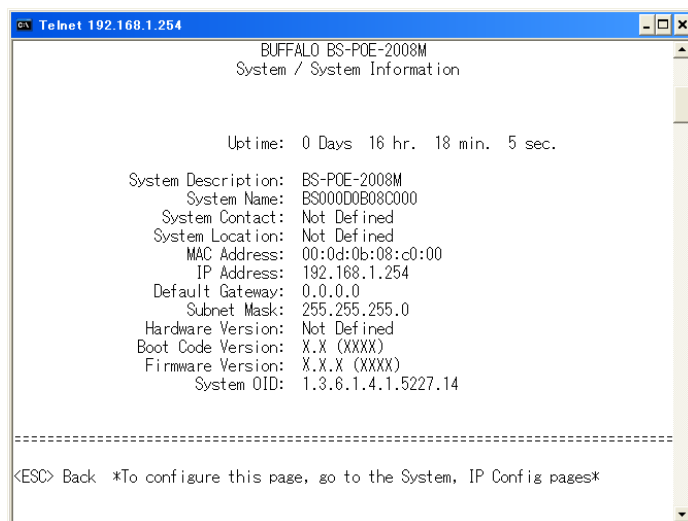 Telnet 192.168.1.254
BUFFALO BS-POE-2008M
System / System Information
Uptime: 0 Days 16 hr. 18 min. 5 sec.
System Description: BS-POE-2008M
System Name: BS000D0B08C000
System Contact: Not Defined
System Location: Not Defined
MAC Address: 00:0d:0b:08:c0:00
IP Address: 192.168.1.254
Default Gateway: 0.0.0.0
Subnet Mask: 255.255.255.0
Hardware Version: Not Defined
Boot Code Version: X.X (XXXX)
Firmware Version: X.X.X (XXXX)
System OID: 1.3.6.1.4.1.5227.14
<ESC> Back *To configure this page, go to the System, IP Config pages*